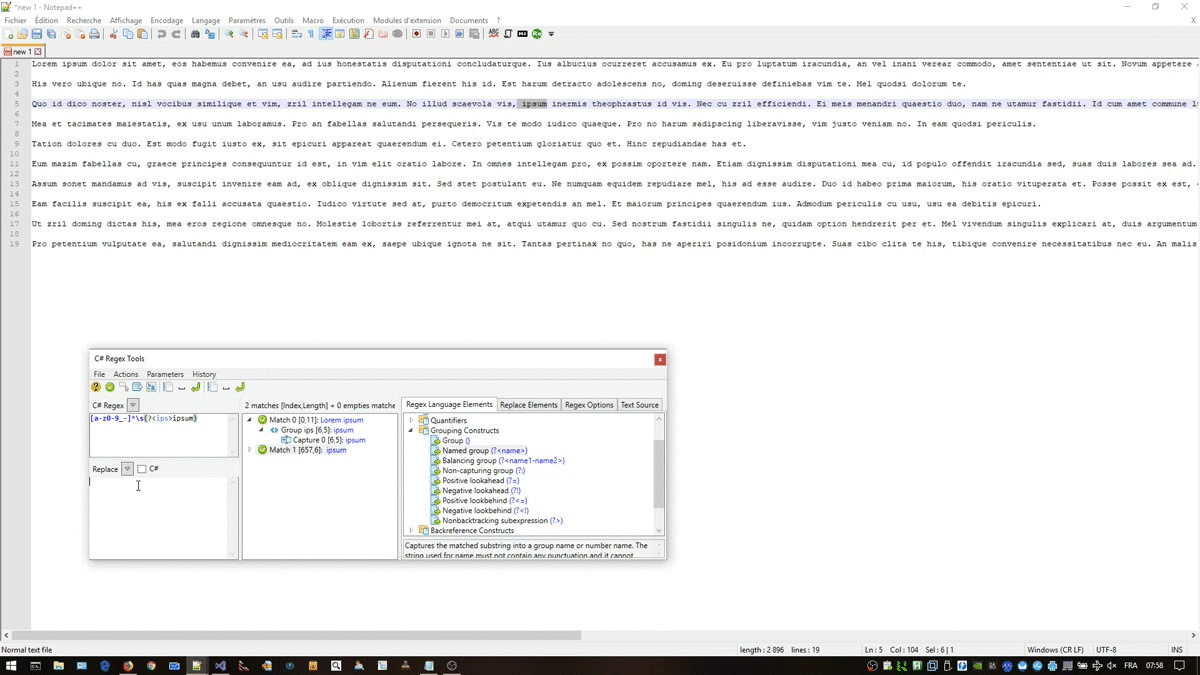 *new 1 - Notepad++
Fichier Édition Recherche Affichage Encodage Langage Paramètres Outils Macro Exécution Modules d'extension Documents ? X
new 1
1 Lorem ipsum dolor sit amet, eos habemus convenire ea, ad ius honestatis disputationi concludaturque. Ius albucius ocurreret accusamus ex. Eu pro luptatum iracundia, an vel inani verear commodo, amet sententiae ut sit. Novum appetere
2
3 His vero ubique no. Id has quas magna debet, an usu audire partiendo. Alienum fierent his id. Est harum detracto adolescens no, doming deseruisse definiebas vim te. Mel quodsi dolorum te.
4
5 Quo id dico noster, nisl vocibus similique et vim, zril intellegam ne eum. No illud scaevola vis, ipsum inermis theophrastus id vis. Nec cu zril efficiendi. Ei meis menandri quaestio duo, nam ne utamur fastidii. Id cum amet commune
6
7 Mea et tacimates maiestatis, ex usu unum laboramus. Pro an fabellas salutandi persequeris. Vis te modo iudico quaeque. Pro no harum sadipscing liberavisse, vim justo veniam no. In eam quodsi periculis.
8
9 Tation dolores cu duo. Est modo fugit iusto ex, sit epicuri appareat quaerendum ei. Cetero petentium gloriatur quo et. Hinc repudiandae has et.
10
11 Eum mazim fabellas cu, graece principes consequuntur id est, in vim elit oratio labore. In omnes intellegam pro, ex possim oportere nam. Etiam dignissim disputationi mea cu, id populo offendit iracundia sed, suas duis labores sea ad.
12
13 Assum sonet mandamus ad vis, suscipit invenire eam ad, ex oblique dignissim sit. Sed stet postulant eu. Ne numquam equidem repudiare mel, his ad esse audire. Duo id habeo prima maiorum, his oratio vituperata et. Posse possit ex est,
14
15 Eam facilis suscipit ea, his ex falli accusata quaestio. Iudico virtute sed at, purto democritum expetendis an mel. Et maiorum principes quaerendum ius. Admodum periculis cu usu, usu ea debitis epicuri.
16
17 Ut zril doming dictas his, mea eros regione omnesque no. Molestie lobortis referrentur mei at, atqui utamur quo cu. Sed nostrum fastidii singulis ne, quidam option hendrerit per et. Mel vivendum singulis explicari at, duis argumentum
18
19 Pro petentium vulputate ea, salutandi dignissim mediocritatem eam ex, saepe ubique ignota ne sit. Tantas pertinax no quo, has ne aperiri posidonium incorrupte. Suas cibo clita te his, tibique convenire necessitatibus nec eu. An malis
C# Regex Tools
File Actions Parameters History
C# Regex
[a-z0-9_-]*\s(?<ips>ipsum)
Replace C#
2 matches [Index,Length] + 0 empties matche
Match 0 [0,11]: Lorem ipsum
Group ips [6,5]: ipsum
Capture 0 [6,5]: ipsum
Match 1 [657,6]: ipsum
Regex Language Elements Replace Elements Regex Options Text Source
Quantifiers
Grouping Constructs
Group ()
Named group (?<name>)
Balancing group (?<name1-name2>)
Non-capturing group (?:)
Positive lookahead (?=)
Negative lookahead (?!)
Positive lookbehind (?<=)
Negative lookbehind (?<!)
Nonbacktracking subexpression (?>)
Backreference Constructs
Captures the matched substring into a group name or number name. The
string used for name must not contain any punctuation and it cannot
Normal text file length : 2 896 lines : 19 Ln : 5 Col : 104 Sel : 6 | 1 Windows (CR LF) UTF-8 INS
FRA 07:58